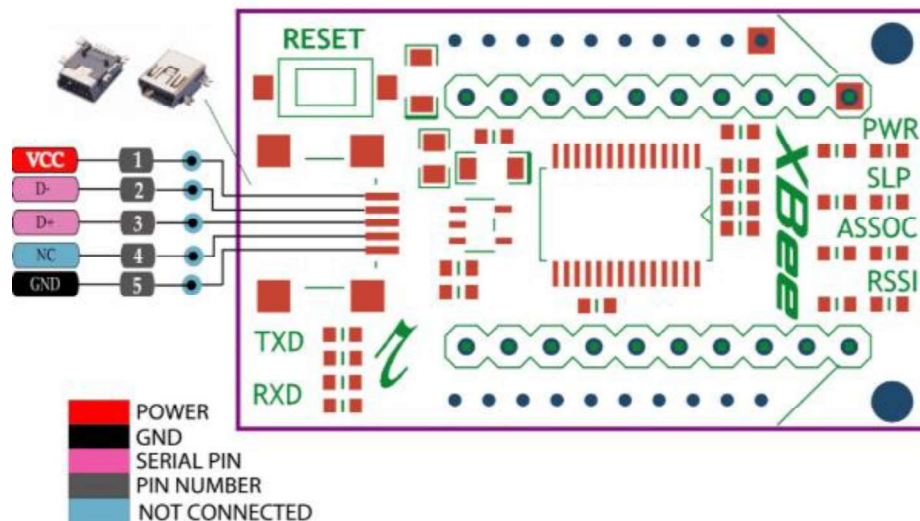 RESET
VCC 1
D- 2
D+ 3
NC 4
GND 5
PWR
SLP
ASSOC
RSSI
XBee
TXD
RXD
POWER
GND
SERIAL PIN
PIN NUMBER
NOT CONNECTED